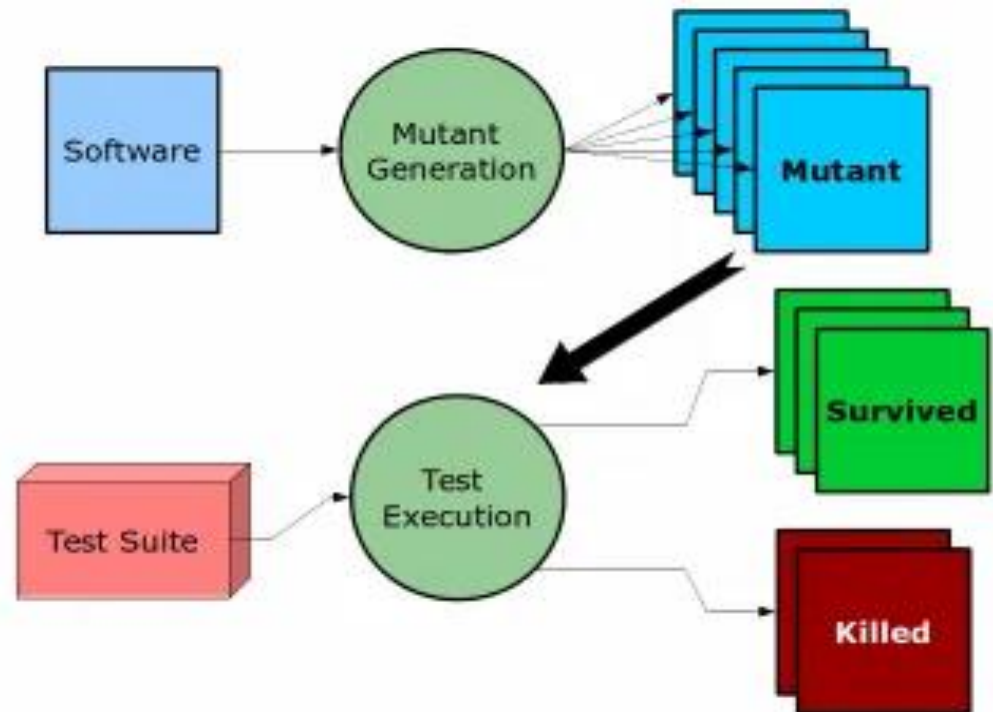 Software
Mutant
Generation
Mutant
Survived
Test
Execution
Test Suite
Killed